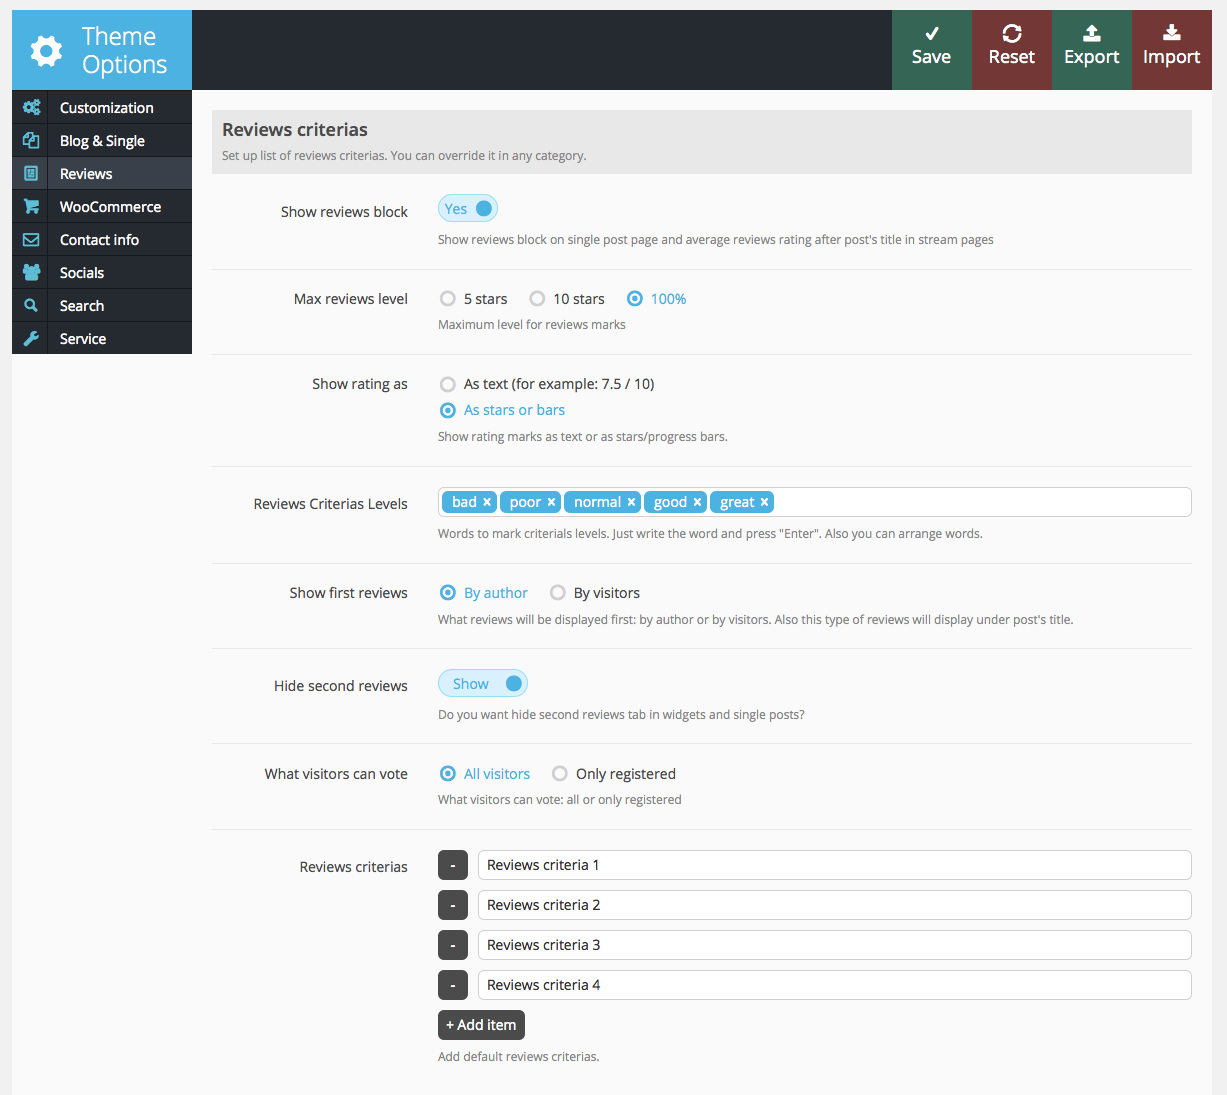 Theme
Options
Save
Reset
Export
Import
Customization
Blog & Single
Reviews
WooCommerce
Contact info
Socials
Search
Service
Reviews criterias
Set up list of reviews criterias. You can override it in any category.
Show reviews block
Yes
Show reviews block on single post page and average reviews rating after post's title in stream pages
Max reviews level
5 stars
10 stars
100%
Maximum level for reviews marks
Show rating as
As text (for example: 7.5 / 10)
As stars or bars
Show rating marks as text or as stars/progress bars.
Reviews Criterias Levels
bad × poor × normal × good × great ×
Words to mark criterials levels. Just write the word and press "Enter". Also you can arrange words.
Show first reviews
By author
By visitors
What reviews will be displayed first: by author or by visitors. Also this type of reviews will display under post's title.
Hide second reviews
Show
Do you want hide second reviews tab in widgets and single posts?
What visitors can vote
All visitors
Only registered
What visitors can vote: all or only registered
Reviews criterias
- Reviews criteria 1
- Reviews criteria 2
- Reviews criteria 3
- Reviews criteria 4
+ Add item
Add default reviews criterias.